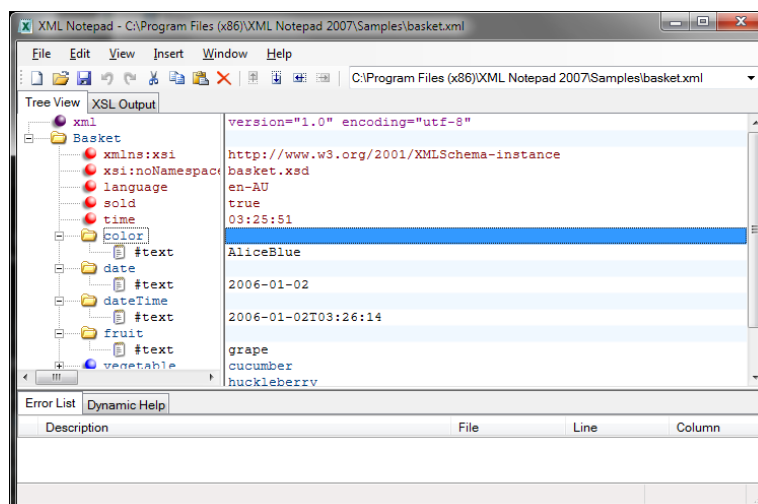 XML Notepad - C:\Program Files (x86)\XML Notepad 2007\Samples\basket.xml
File Edit View Insert Window Help
C:\Program Files (x86)\XML Notepad 2007\Samples\basket.xml
Tree View XSL Output
xml version="1.0" encoding="utf-8"
Basket
xmlns:xsi http://www.w3.org/2001/XMLSchema-instance
xsi:noNamespac basket.xsd
language en-AU
sold true
time 03:25:51
color
#text AliceBlue
date
#text 2006-01-02
dateTime
#text 2006-01-02T03:26:14
fruit
#text grape
vegetable cucumber
huckleberry
Error List Dynamic Help
Description File Line Column